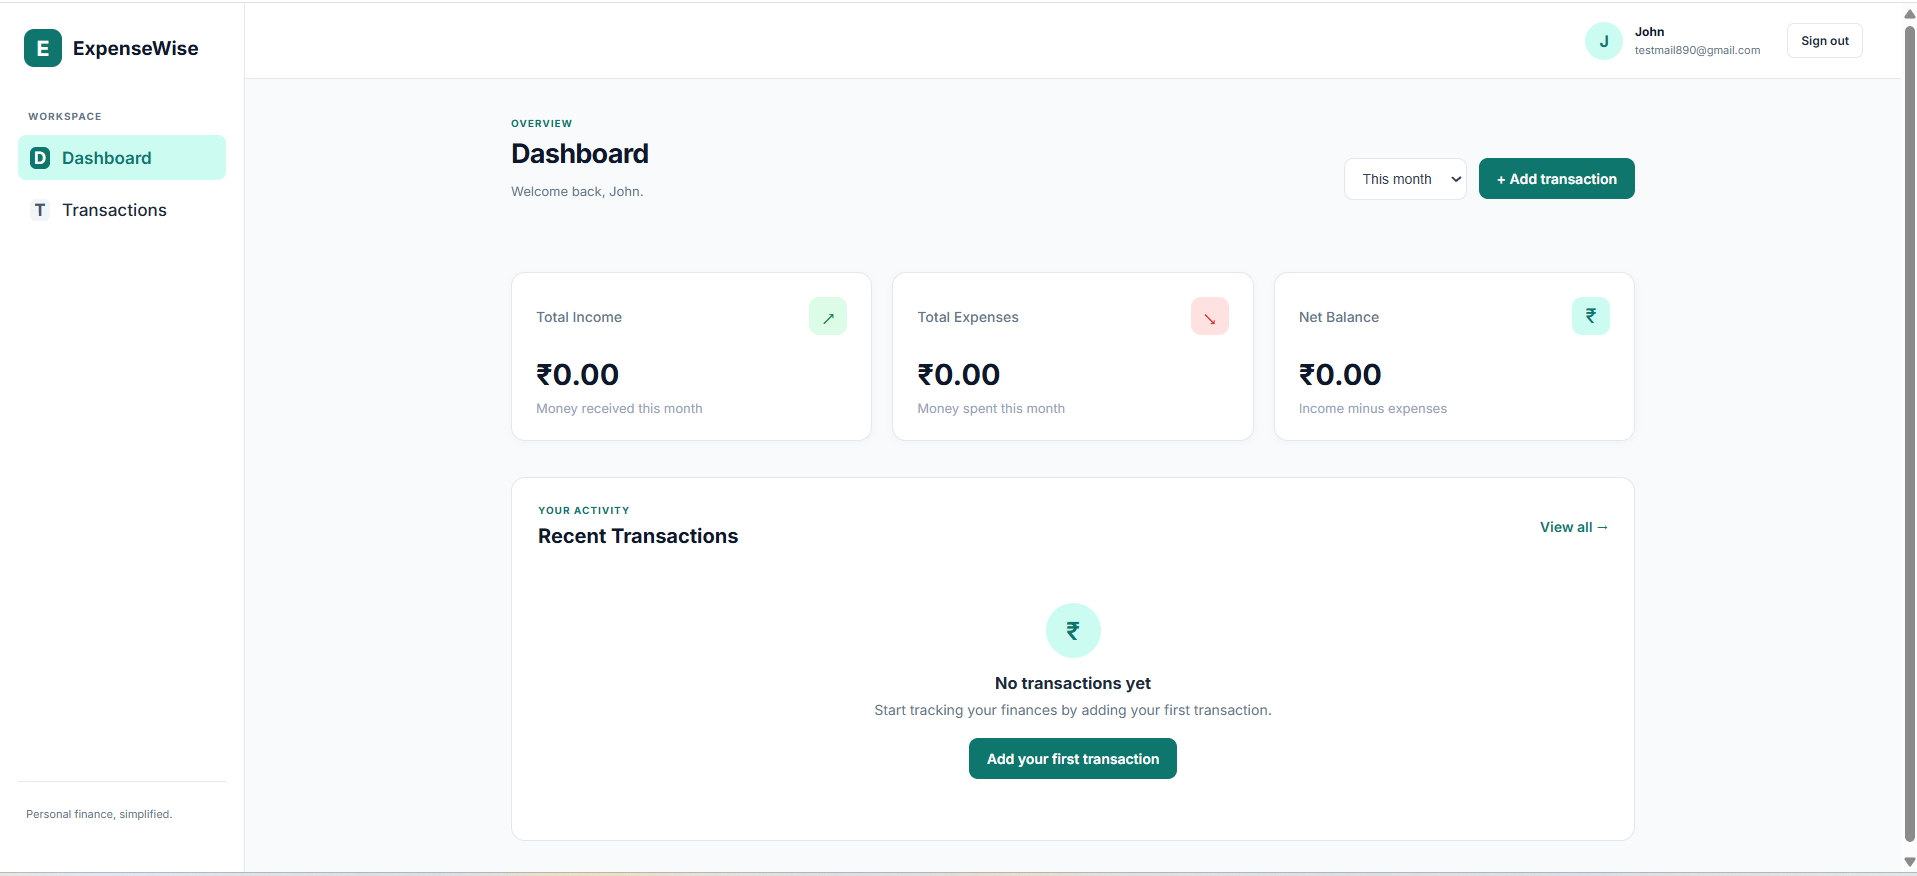 E ExpenseWise
WORKSPACE
D Dashboard
T Transactions
Personal finance, simplified.
J John
testmail890@gmail.com
Sign out
OVERVIEW
Dashboard
Welcome back, John.
This month
+ Add transaction
Total Income ↗
₹0.00
Money received this month
Total Expenses ↘
₹0.00
Money spent this month
Net Balance ₹
₹0.00
Income minus expenses
YOUR ACTIVITY
Recent Transactions
View all →
₹
No transactions yet
Start tracking your finances by adding your first transaction.
Add your first transaction